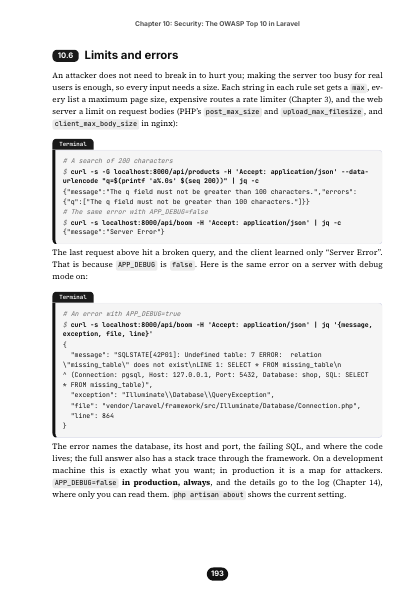 Chapter 10: Security: The OWASP Top 10 in Laravel
10.6 Limits and errors
An attacker does not need to break in to hurt you; making the server too busy for real
users is enough, so every input needs a size. Each string in each rule set gets a max, ev-
ery list a maximum page size, expensive routes a rate limiter (Chapter 3), and the web
server a limit on request bodies (PHP's post_max_size and upload_max_filesize, and
client_max_body_size in nginx):
Terminal
# A search of 200 characters
$ curl -s -G localhost:8000/api/products -H 'Accept: application/json' --data-
urlencode "q=$(printf 'a%.0s' $(seq 200))" | jq -c
{"message":"The q field must not be greater than 100 characters.","errors":
{"q":["The q field must not be greater than 100 characters."]}}
# The same error with APP_DEBUG=false
$ curl -s localhost:8000/api/boom -H 'Accept: application/json' | jq -c
{"message":"Server Error"}
The last request above hit a broken query, and the client learned only “Server Error”.
That is because APP_DEBUG is false. Here is the same error on a server with debug
mode on:
Terminal
# An error with APP_DEBUG=true
$ curl -s localhost:8000/api/boom -H 'Accept: application/json' | jq '{message,
exception, file, line}'
{
"message": "SQLSTATE[42P01]: Undefined table: 7 ERROR:  relation
\"missing_table\" does not exist\nLINE 1: SELECT * FROM missing_table\n
^ (Connection: pgsql, Host: 127.0.0.1, Port: 5432, Database: shop, SQL: SELECT
* FROM missing_table)",
"exception": "Illuminate\\Database\\QueryException",
"file": "vendor/laravel/framework/src/Illuminate/Database/Connection.php",
"line": 864
}
The error names the database, its host and port, the failing SQL, and where the code
lives; the full answer also has a stack trace through the framework. On a development
machine this is exactly what you want; in production it is a map for attackers.
APP_DEBUG=false in production, always, and the details go to the log (Chapter 14),
where only you can read them. php artisan about shows the current setting.
193